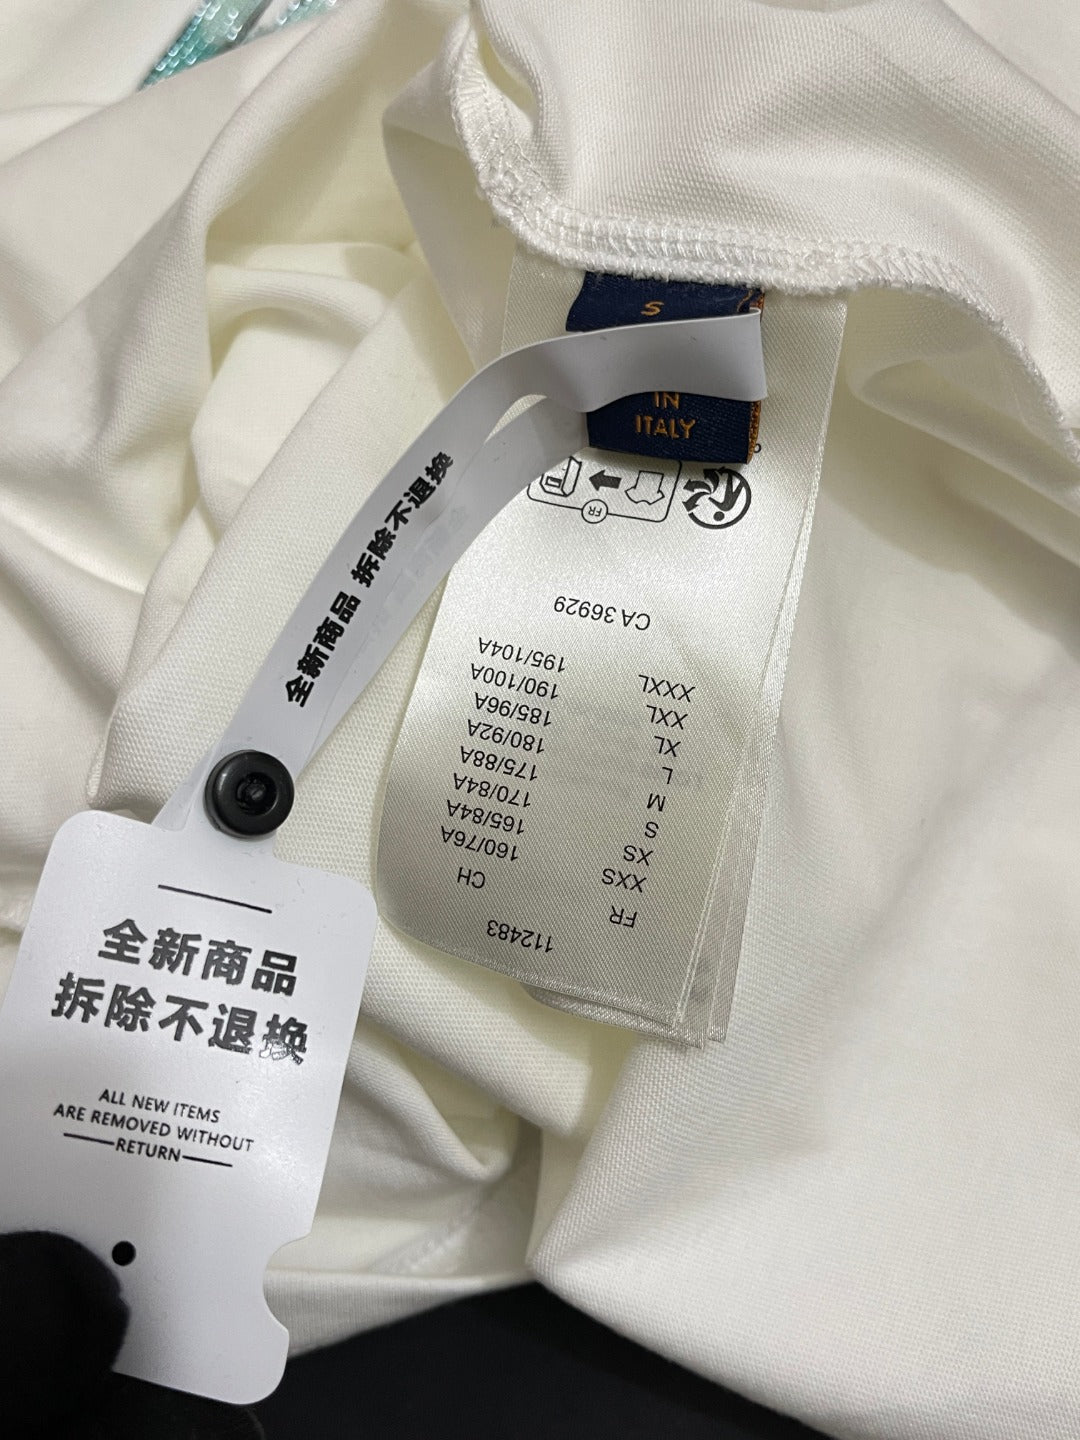 S
IN
ITALY
FR
112483
FR CH
XXS 160/76A
XS 165/84A
S 170/84A
M 175/88A
L 180/92A
XL 185/96A
XXL 190/100A
XXXL 195/104A
CA 36929
全新商品 拆除不退换
全新商品
拆除不退换
ALL NEW ITEMS
ARE REMOVED WITHOUT
RETURN